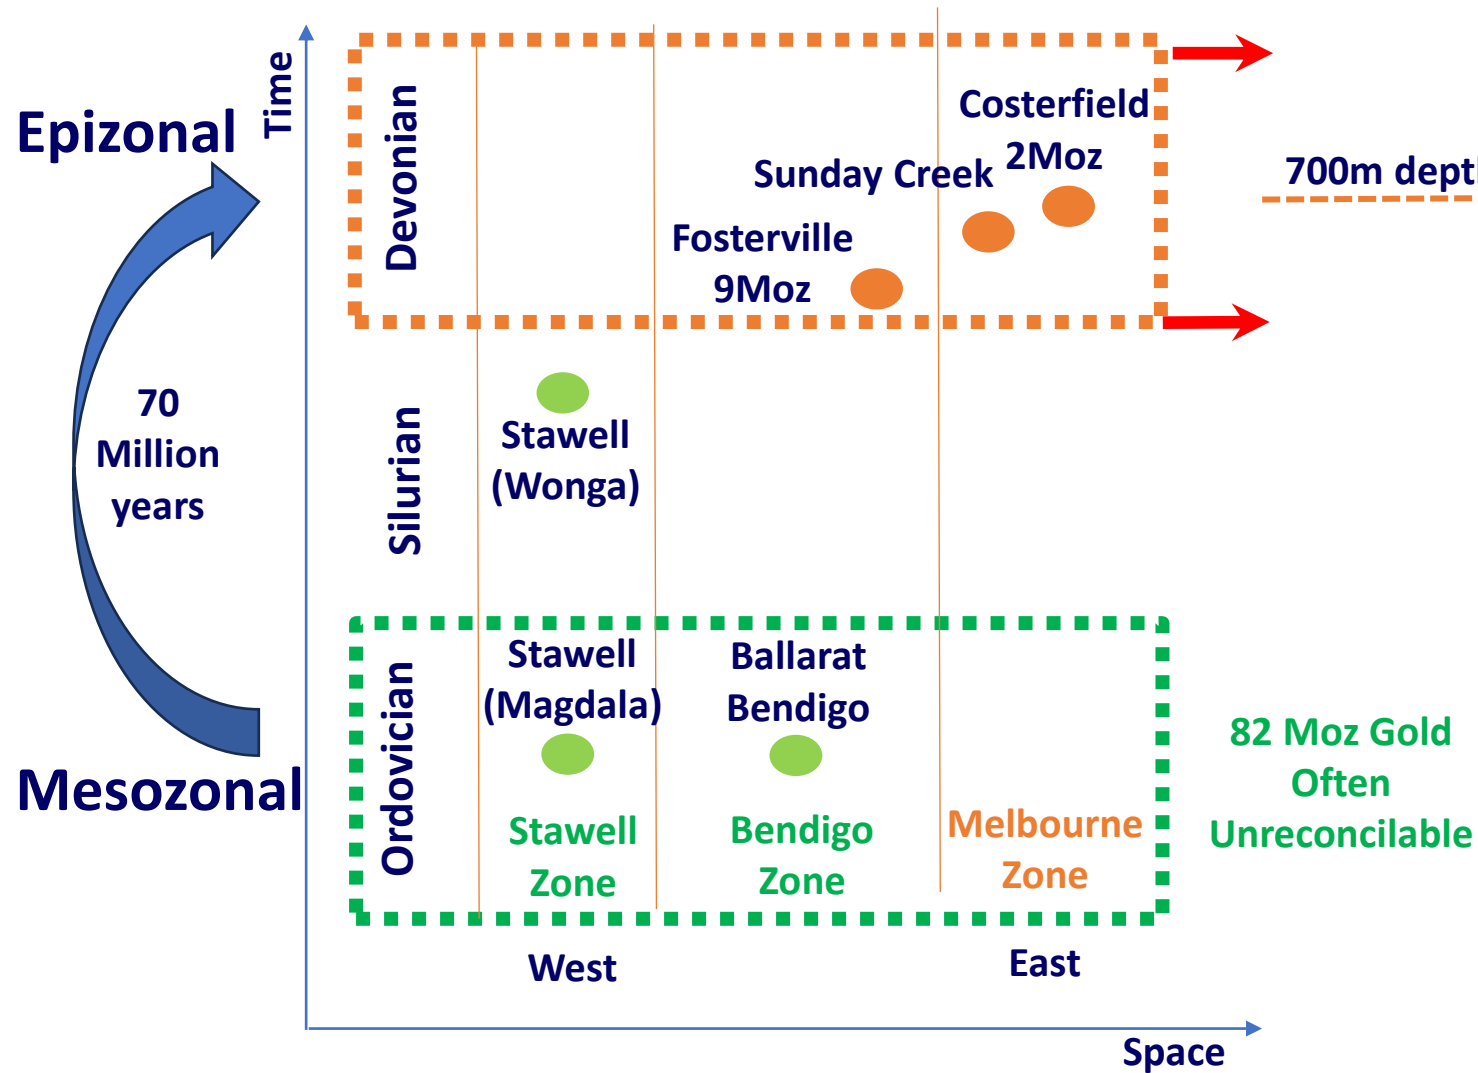 Time
Epizonal
Devonian
Costerfield
2Moz
Sunday Creek
Fosterville
9Moz
700m dept
70
Million
years
Silurian
Stawell
(Wonga)
Mesozonal
Ordovician
Stawell
(Magdala)
Ballarat
Bendigo
Stawell
Zone
Bendigo
Zone
Melbourne
Zone
82 Moz Gold
Often
Unreconcilable
West
East
Space